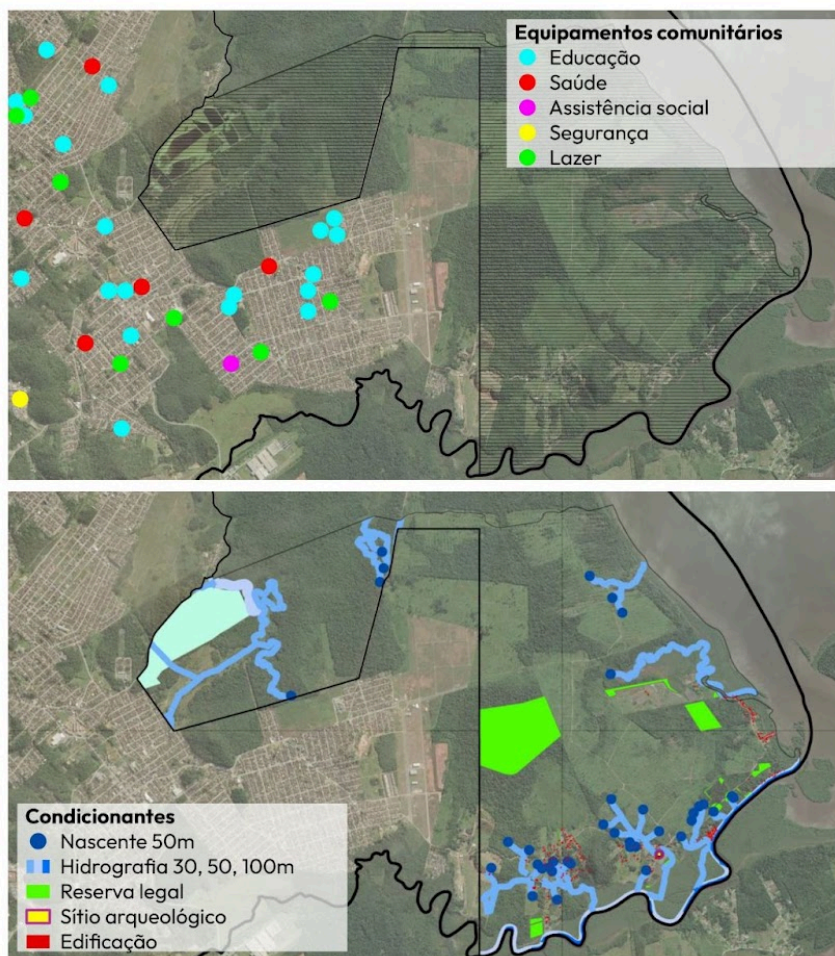 Equipamentos comunitários
Educação
Saúde
Assistência social
Segurança
Lazer
Condicionantes
Nascente 50m
Hidrografia 30, 50, 100m
Reserva legal
Sítio arqueológico
Edificação